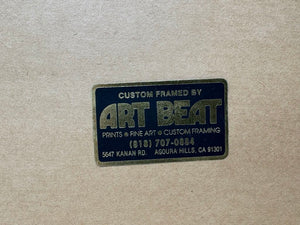 CUSTOM FRAMED BY
ART BEAT
PRINTS • FINE ART • CUSTOM FRAMING
(818) 707-0884
5647 KANAN RD. AGOURA HILLS, CA 91301